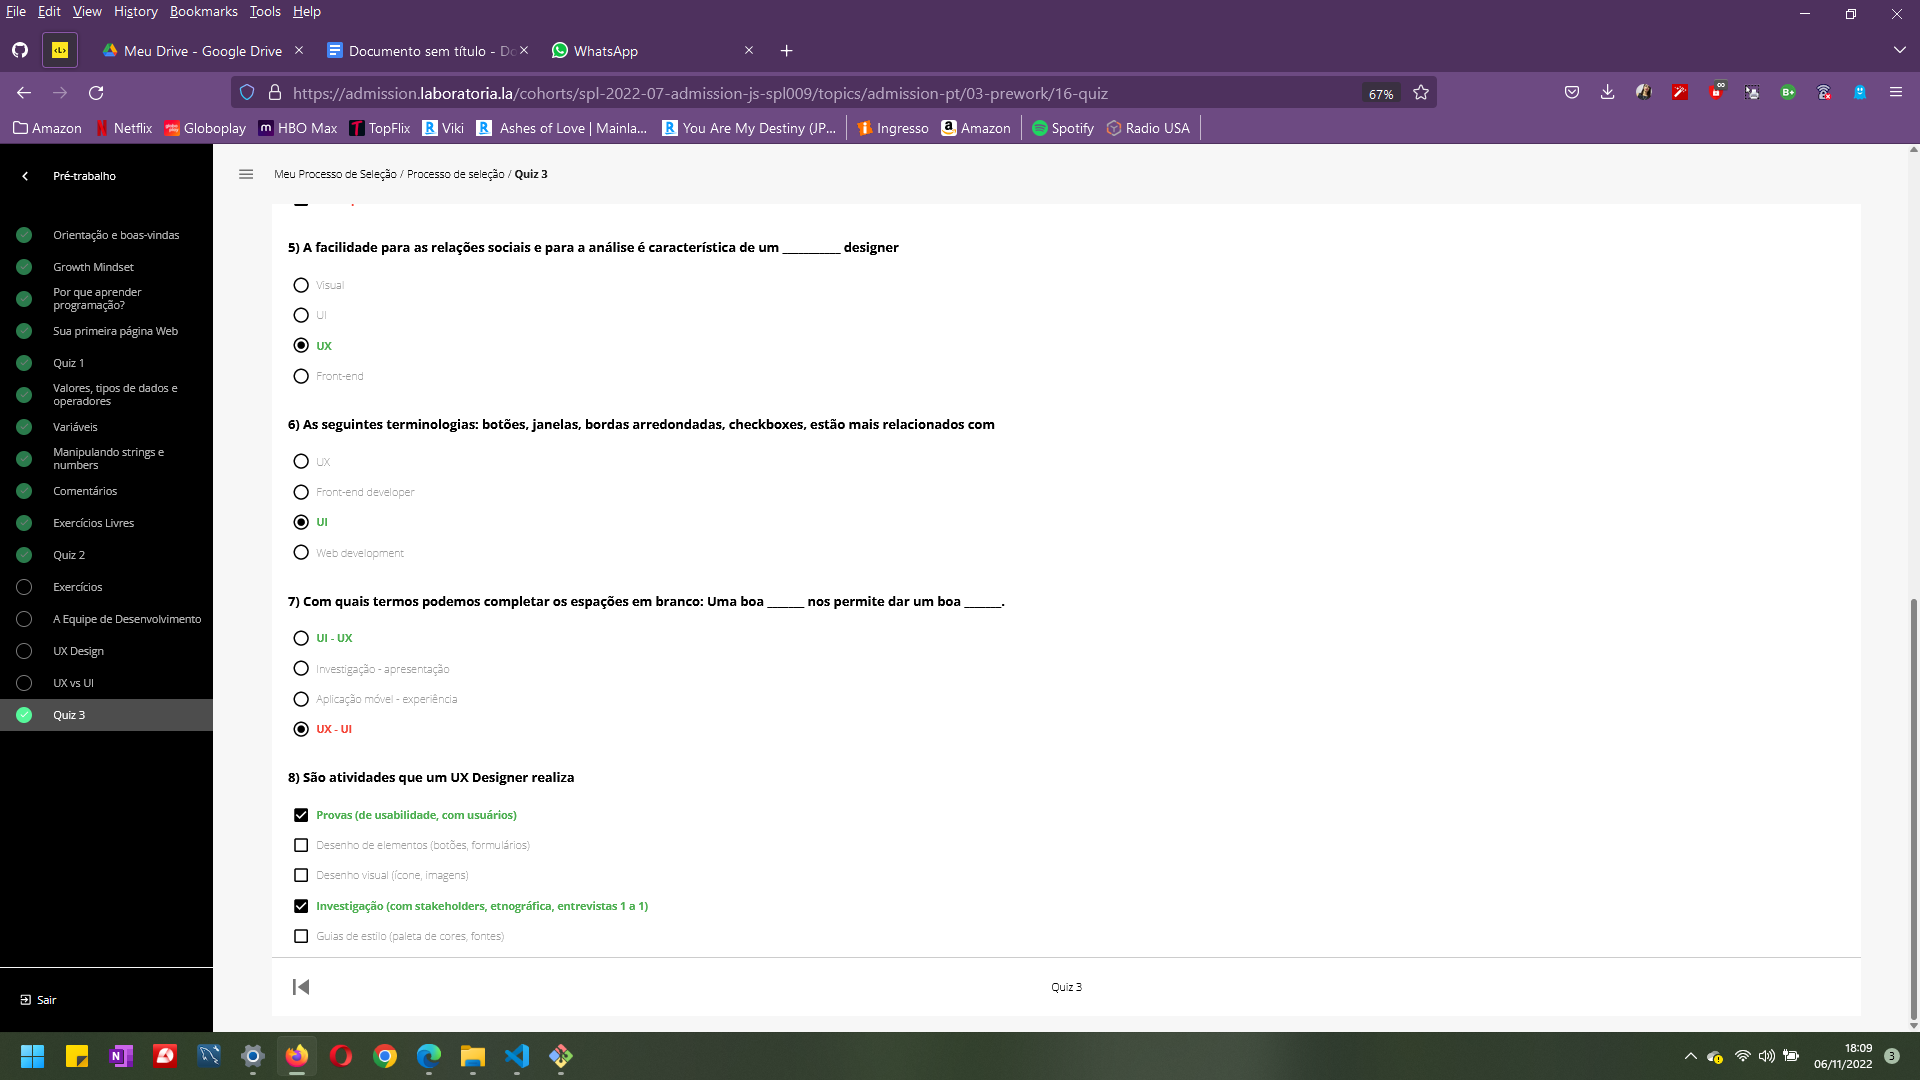 File Edit View History Bookmarks Tools Help
Meu Drive - Google Drive
Documento sem título - Do
WhatsApp
https://admission.laboratoria.la/cohorts/spl-2022-07-admission-js-spl009/topics/admission-pt/03-prework/16-quiz
67%
Amazon Netflix Globoplay HBO Max TopFlix Viki Ashes of Love | Mainla... You Are My Destiny (JP... Ingresso Amazon Spotify Radio USA
Pré-trabalho
Orientação e boas-vindas
Growth Mindset
Por que aprender
programação?
Sua primeira página Web
Quiz 1
Valores, tipos de dados e
operadores
Variáveis
Manipulando strings e
numbers
Comentários
Exercícios Livres
Quiz 2
Exercícios
A Equipe de Desenvolvimento
UX Design
UX vs UI
Quiz 3
Sair
Meu Processo de Seleção / Processo de seleção / Quiz 3
5) A facilidade para as relações sociais e para a análise é característica de um __________ designer
Visual
UI
UX
Front-end
6) As seguintes terminologias: botões, janelas, bordas arredondadas, checkboxes, estão mais relacionados com
UX
Front-end developer
UI
Web development
7) Com quais termos podemos completar os espações em branco: Uma boa ______ nos permite dar um boa ______.
UI - UX
Investigação - apresentação
Aplicação móvel - experiência
UX - UI
8) São atividades que um UX Designer realiza
Provas (de usabilidade, com usuários)
Desenho de elementos (botões, formulários)
Desenho visual (ícone, imagens)
Investigação (com stakeholders, etnográfica, entrevistas 1 a 1)
Guias de estilo (paleta de cores, fontes)
Quiz 3
18:09
06/11/2022
3